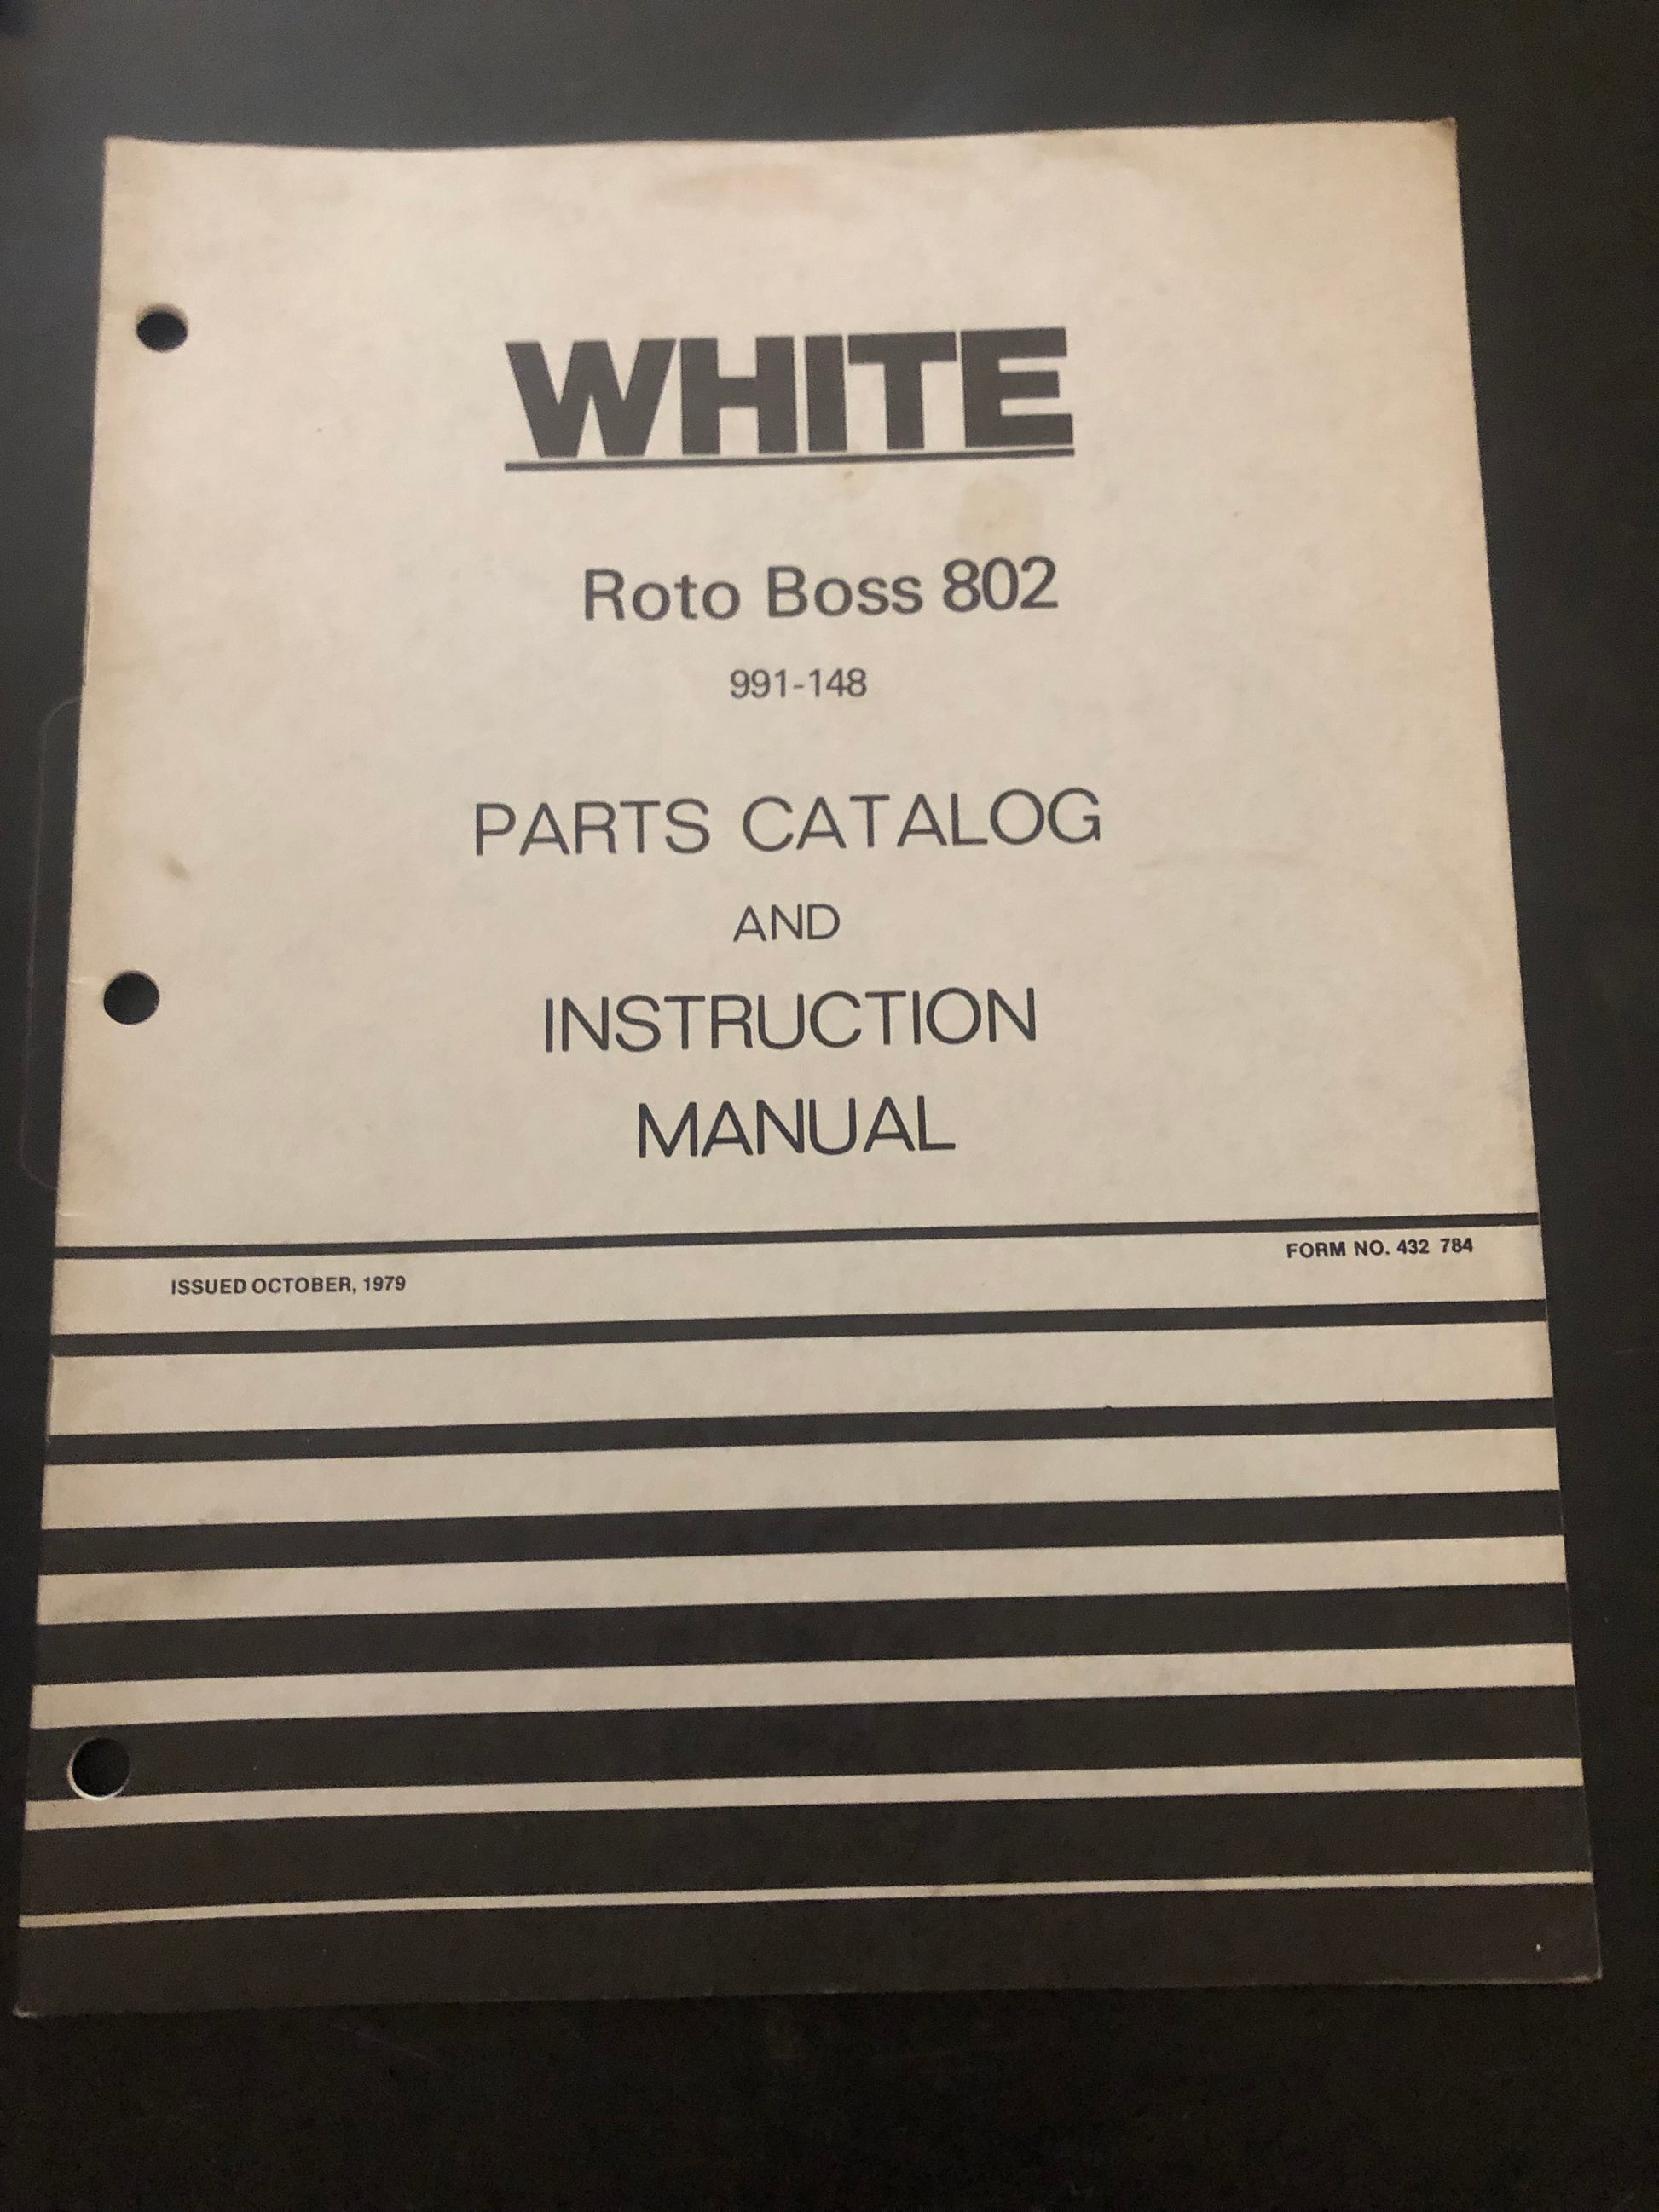 WHITE
Roto Boss 802
991-148
PARTS CATALOG
AND
INSTRUCTION
MANUAL
FORM NO. 432 784
ISSUED OCTOBER, 1979